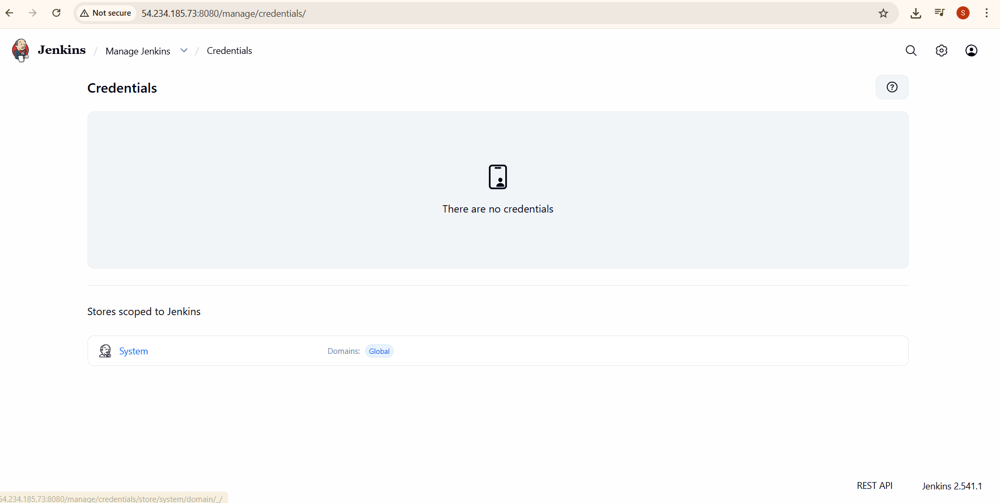 Not secure 54.234.185.73:8080/manage/credentials/ S
Jenkins / Manage Jenkins / Credentials
Credentials
There are no credentials
Stores scoped to Jenkins
System Domains: Global
REST API Jenkins 2.541.1
54.234.185.73:8080/manage/credentials/store/system/domain/_/